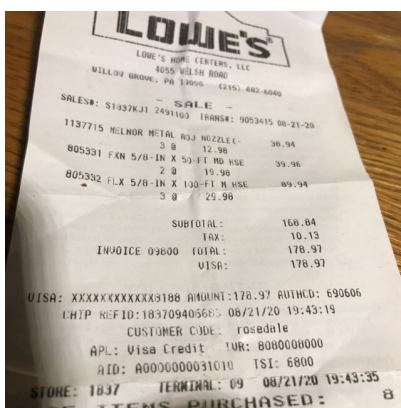 LOWE'S
LOWE'S HOME CENTERS, LLC
4055 WELSH ROAD
WILLOW GROVE, PA 19090 (215) 682-6040
- SALE -
SALES#: S1837KJ1 2491100 TRANS#: 9053415 08-21-20
1137715 MELNOR METAL ADJ NOZZLE(- 38.94
3 @ 12.98
805331 FXN 5/8-IN X 50-FT MD HSE 39.96
2 @ 19.98
805332 FLX 5/8-IN X 100-FT M HSE 89.94
3 @ 29.98
SUBTOTAL: 168.84
TAX: 10.13
INVOICE 09800 TOTAL: 178.97
VISA: 178.97
VISA: XXXXXXXXXXXX8188 AMOUNT:178.97 AUTHCD: 690606
CHIP REFID:183709406685 08/21/20 19:43:19
CUSTOMER CODE: rosedale
APL: Visa Credit TVR: 8080008000
AID: A0000000031010 TSI: 6800
STORE: 1837 TERMINAL: 09 08/21/20 19:43:35
ITEMS PURCHASED: 8